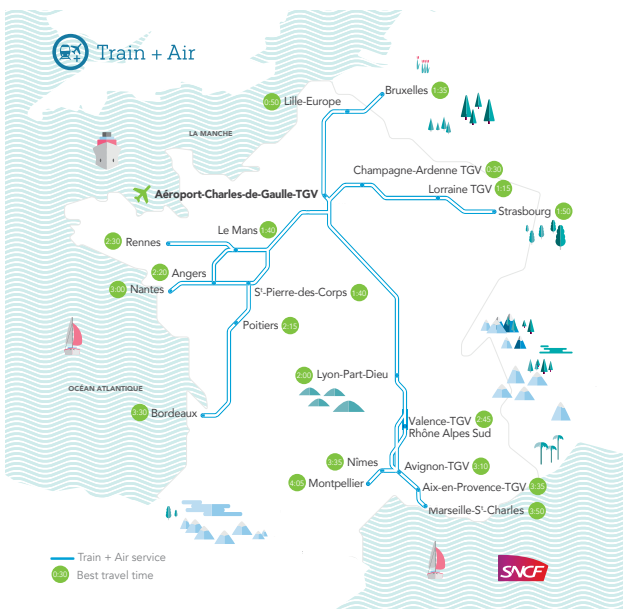 Train + Air
Bruxelles 1:35
0:50 Lille-Europe
LA MANCHE
Champagne-Ardenne TGV 0:30
Lorraine TGV 1:15
Aéroport-Charles-de-Gaulle-TGV
Strasbourg 1:50
Le Mans 1:40
2:30 Rennes
2:20 Angers
3:00 Nantes
Sᵗ-Pierre-des-Corps 1:40
Poitiers 2:15
2:00 Lyon-Part-Dieu
OCÉAN ATLANTIQUE
3:30 Bordeaux
Valence-TGV 2:45
Rhône Alpes Sud
3:35 Nîmes
Avignon-TGV 3:10
4:05 Montpellier
Aix-en-Provence-TGV 3:35
Marseille-Sᵗ-Charles 3:50
Train + Air service
0:30 Best travel time
SNCF